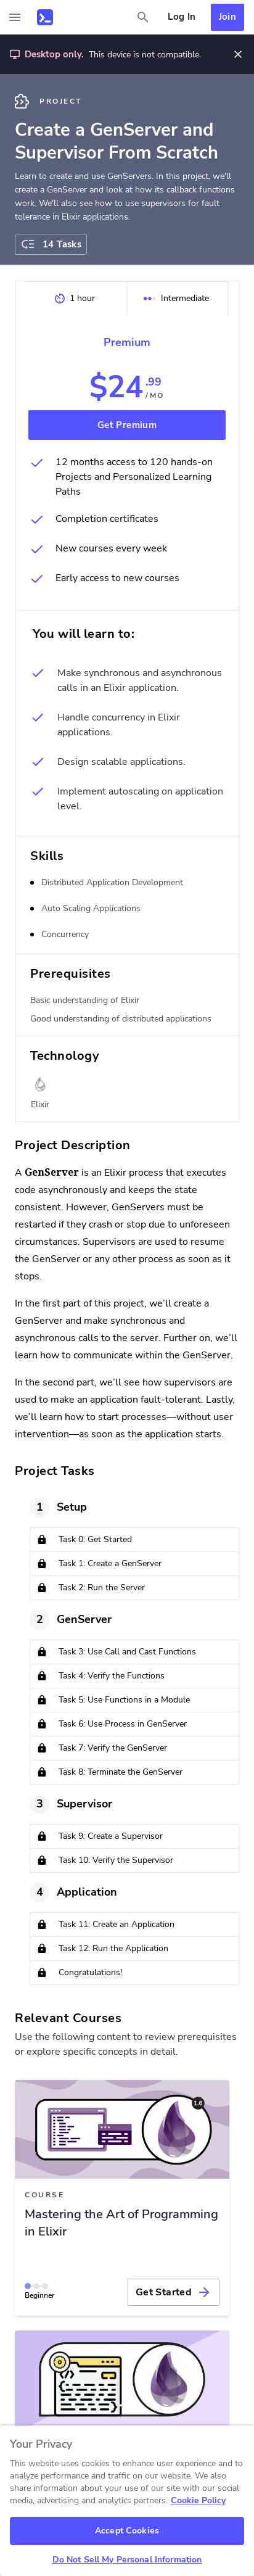 Log In
Join
Desktop only. This device is not compatible.
PROJECT
Create a GenServer and
Supervisor From Scratch
Learn to create and use GenServers. In this project, we'll
create a GenServer and look at how its callback functions
work. We'll also see how to use supervisors for fault
tolerance in Elixir applications.
14 Tasks
1 hour
Intermediate
Premium
$24.99
/MO
Get Premium
12 months access to 120 hands-on
Projects and Personalized Learning
Paths
Completion certificates
New courses every week
Early access to new courses
You will learn to:
Make synchronous and asynchronous
calls in an Elixir application.
Handle concurrency in Elixir
applications.
Design scalable applications.
Implement autoscaling on application
level.
Skills
Distributed Application Development
Auto Scaling Applications
Concurrency
Prerequisites
Basic understanding of Elixir
Good understanding of distributed applications
Technology
Elixir
Project Description
A GenServer is an Elixir process that executes
code asynchronously and keeps the state
consistent. However, GenServers must be
restarted if they crash or stop due to unforeseen
circumstances. Supervisors are used to resume
the GenServer or any other process as soon as it
stops.
In the first part of this project, we’ll create a
GenServer and make synchronous and
asynchronous calls to the server. Further on, we’ll
learn how to communicate within the GenServer.
In the second part, we’ll see how supervisors are
used to make an application fault-tolerant. Lastly,
we’ll learn how to start processes—without user
intervention—as soon as the application starts.
Project Tasks
1 Setup
Task 0: Get Started
Task 1: Create a GenServer
Task 2: Run the Server
2 GenServer
Task 3: Use Call and Cast Functions
Task 4: Verify the Functions
Task 5: Use Functions in a Module
Task 6: Use Process in GenServer
Task 7: Verify the GenServer
Task 8: Terminate the GenServer
3 Supervisor
Task 9: Create a Supervisor
Task 10: Verify the Supervisor
4 Application
Task 11: Create an Application
Task 12: Run the Application
Congratulations!
Relevant Courses
Use the following content to review prerequisites
or explore specific concepts in detail.
1.6
COURSE
Mastering the Art of Programming
in Elixir
Beginner
Get Started
Your Privacy
This website uses cookies to enhance user experience and to
analyze performance and traffic on our website. We also
share information about your use of our site with our social
media, advertising and analytics partners. Cookie Policy
Accept Cookies
Do Not Sell My Personal Information